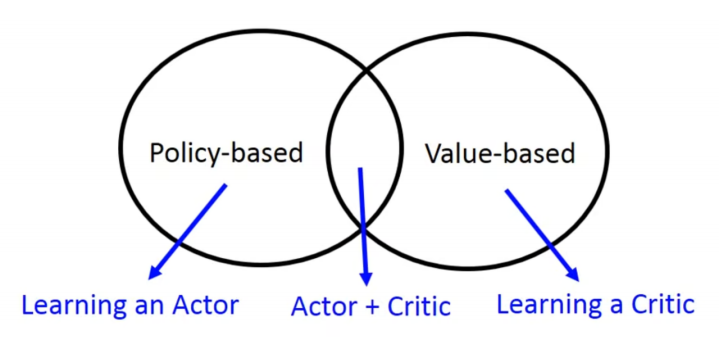 Policy-based
Value-based
Learning an Actor
Actor + Critic
Learning a Critic